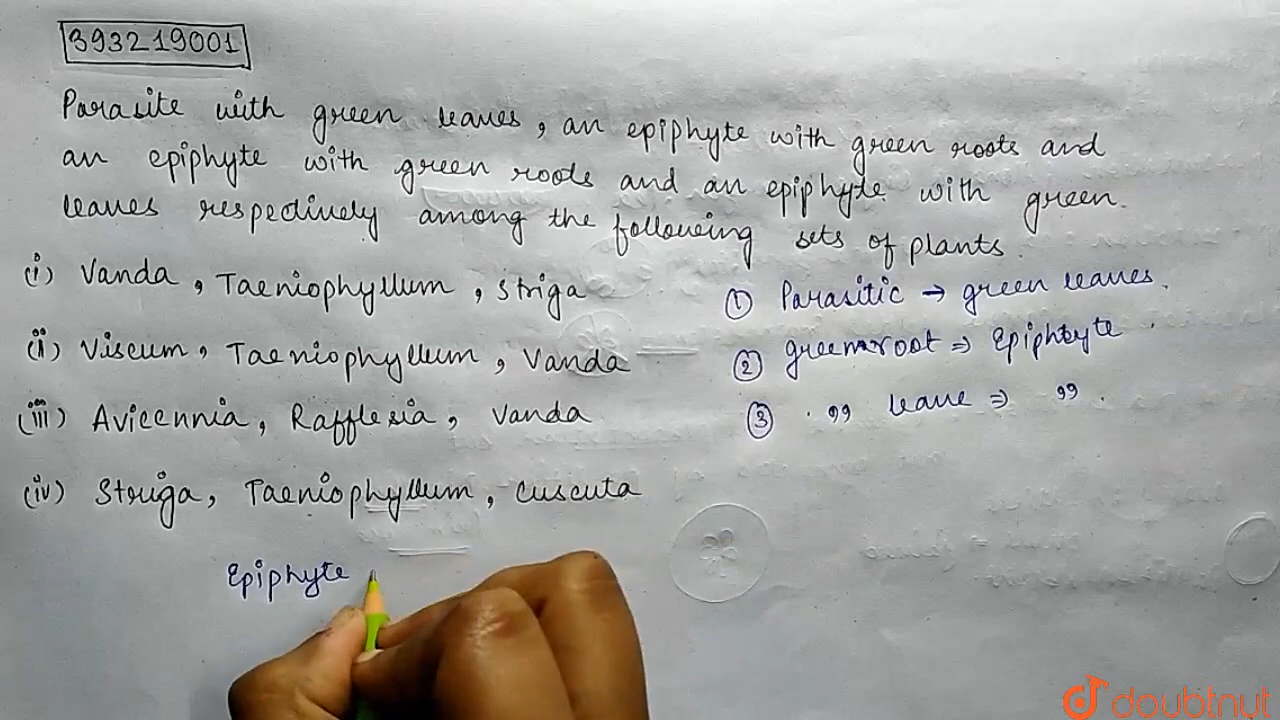 393219001
Parasite with green leaves, an epiphyte with green roots and
an epiphyte with green roots and an epiphyte with green.
leaves respectively among the following sets of plants.
(i) Vanda, Taeniophyllum, Striga
(ii) Viscum, Taeniophyllum, Vanda
(iii) Avicennia, Rafflesia, Vanda
(iv) Striga, Taeniophyllum, Cuscuta
① Parasitic → green leaves.
② green root ⇒ Epiphtyte.
③ ,, leave ⇒ ,, .
Epiphyte
doubtnut